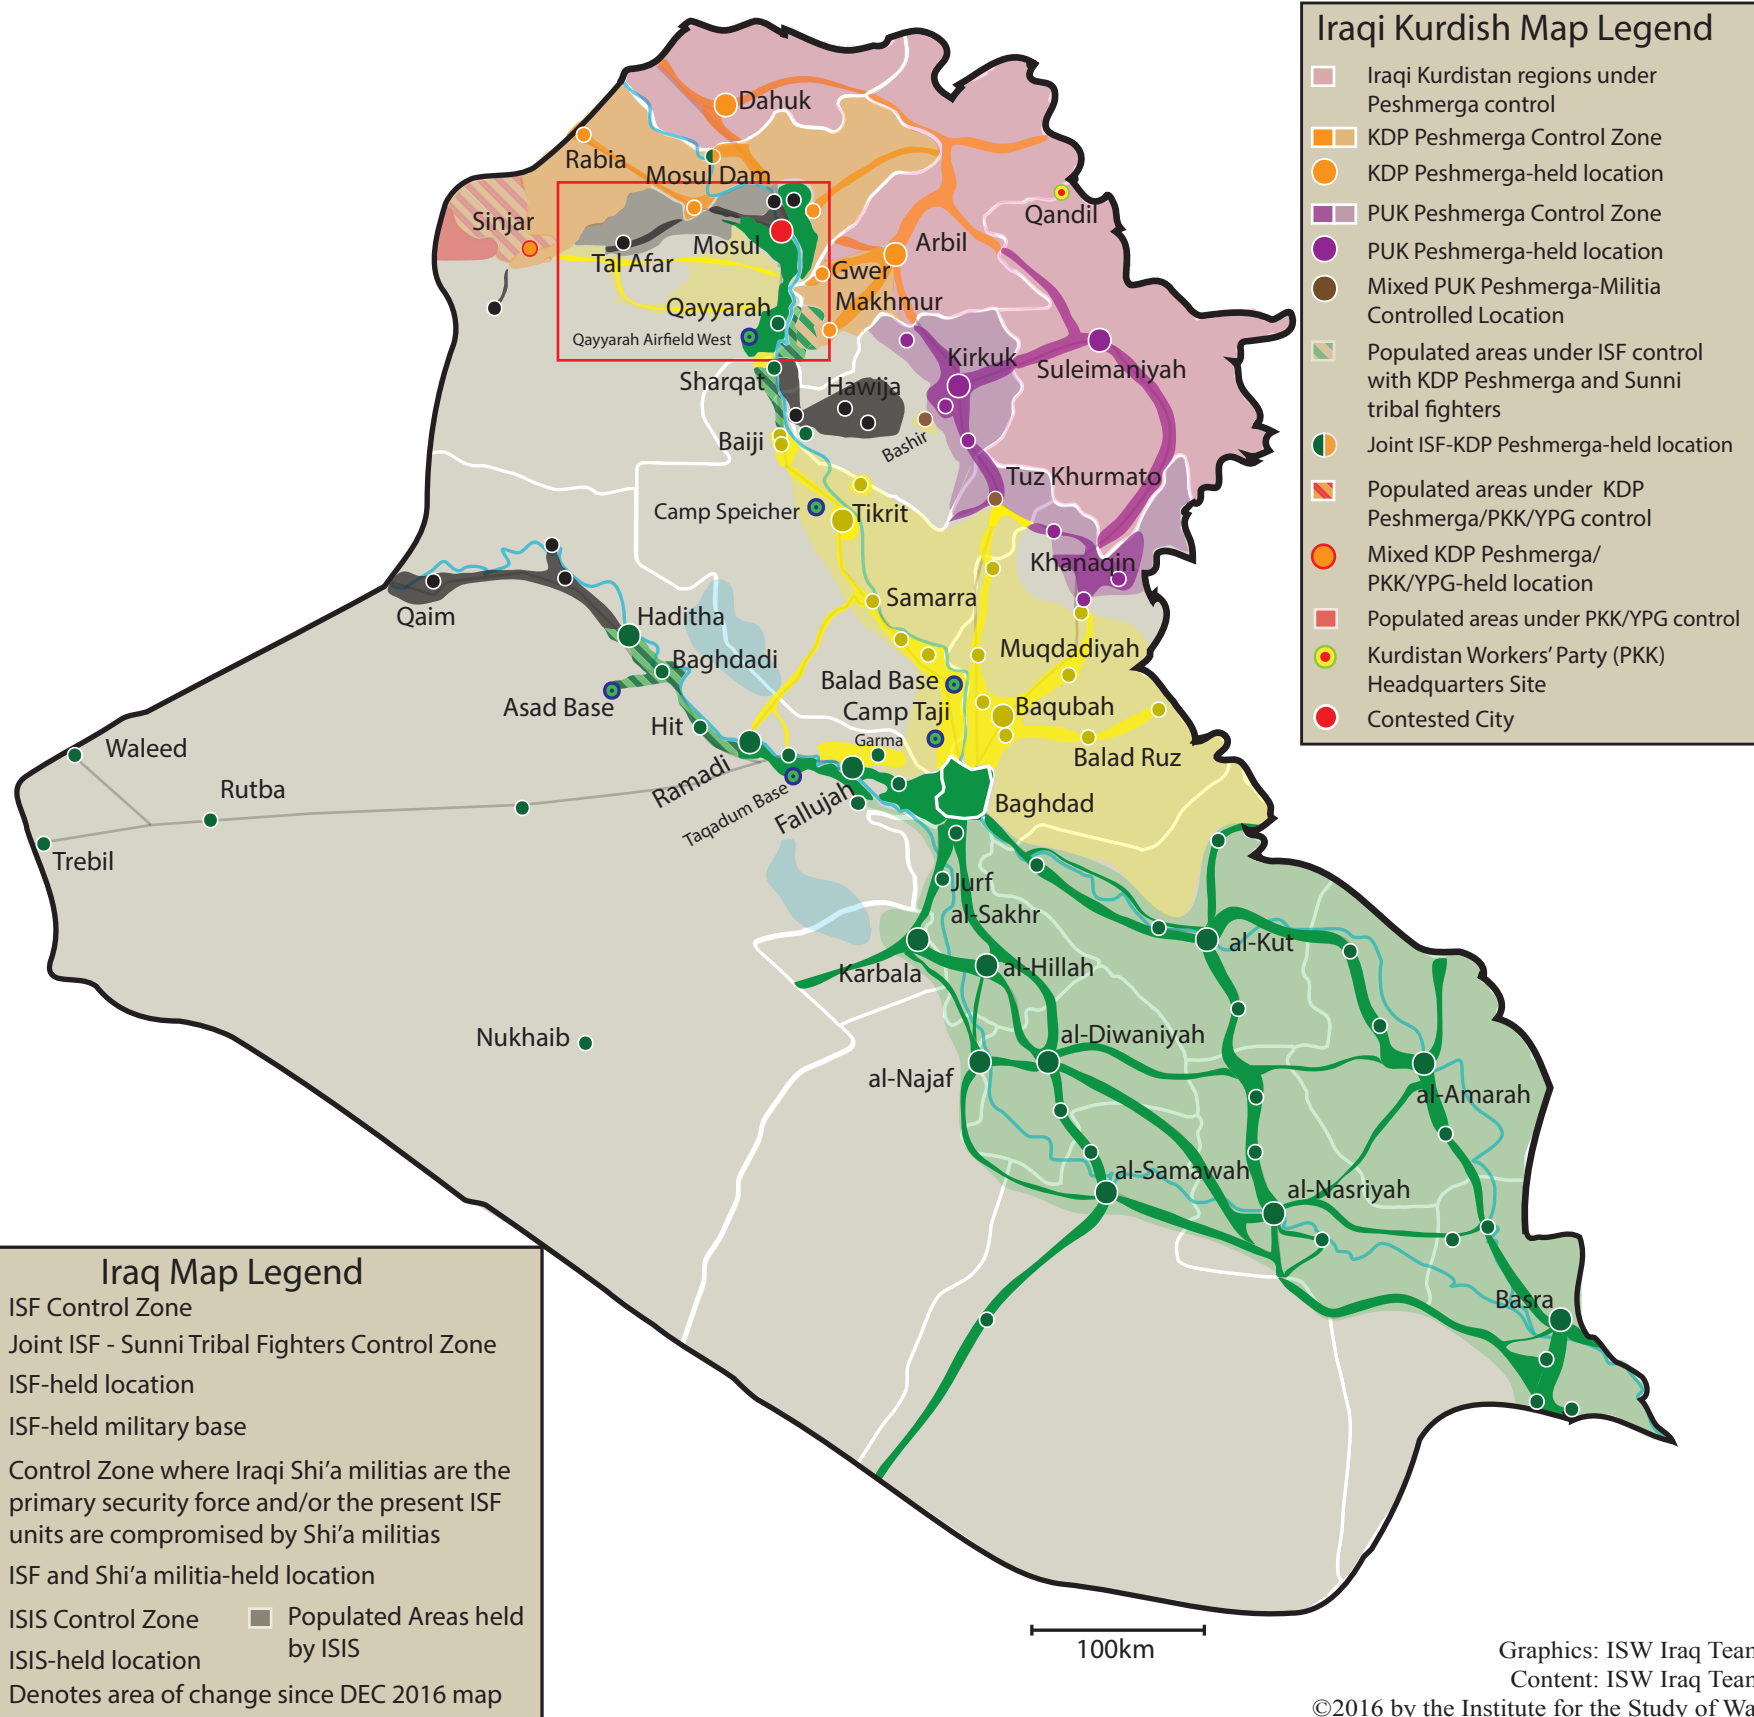 Iraqi Kurdish Map Legend
Iraqi Kurdistan regions under
Peshmerga control
KDP Peshmerga Control Zone
KDP Peshmerga-held location
PUK Peshmerga Control Zone
PUK Peshmerga-held location
Mixed PUK Peshmerga-Militia
Controlled Location
Populated areas under ISF control
with KDP Peshmerga and Sunni
tribal fighters
Joint ISF-KDP Peshmerga-held location
Populated areas under KDP
Peshmerga/PKK/YPG control
Mixed KDP Peshmerga/
PKK/YPG-held location
Populated areas under PKK/YPG control
Kurdistan Workers' Party (PKK)
Headquarters Site
Contested City
Dahuk
Rabia
Mosul Dam
Sinjar
Qandil
Mosul
Arbil
Tal Afar
Gwer
Makhmur
Qayyarah
Qayyarah Airfield West
Kirkuk
Suleimaniyah
Sharqat
Hawija
Baiji
Bashir
Tuz Khurmato
Camp Speicher
Tikrit
Khanaqin
Qaim
Haditha
Samarra
Baghdadi
Muqdadiyah
Asad Base
Balad Base
Camp Taji
Baqubah
Hit
Garma
Balad Ruz
Waleed
Ramadi
Taqadum Base
Fallujah
Rutba
Baghdad
Trebil
Jurf
al-Sakhr
al-Kut
Karbala
al-Hillah
Nukhaib
al-Diwaniyah
al-Najaf
al-Amarah
al-Samawah
al-Nasriyah
Basra
Iraq Map Legend
ISF Control Zone
Joint ISF - Sunni Tribal Fighters Control Zone
ISF-held location
ISF-held military base
Control Zone where Iraqi Shi'a militias are the
primary security force and/or the present ISF
units are compromised by Shi'a militias
ISF and Shi'a militia-held location
ISIS Control Zone
Populated Areas held
by ISIS
ISIS-held location
Denotes area of change since DEC 2016 map
100km
Graphics: ISW Iraq Team
Content: ISW Iraq Team
©2016 by the Institute for the Study of Wa